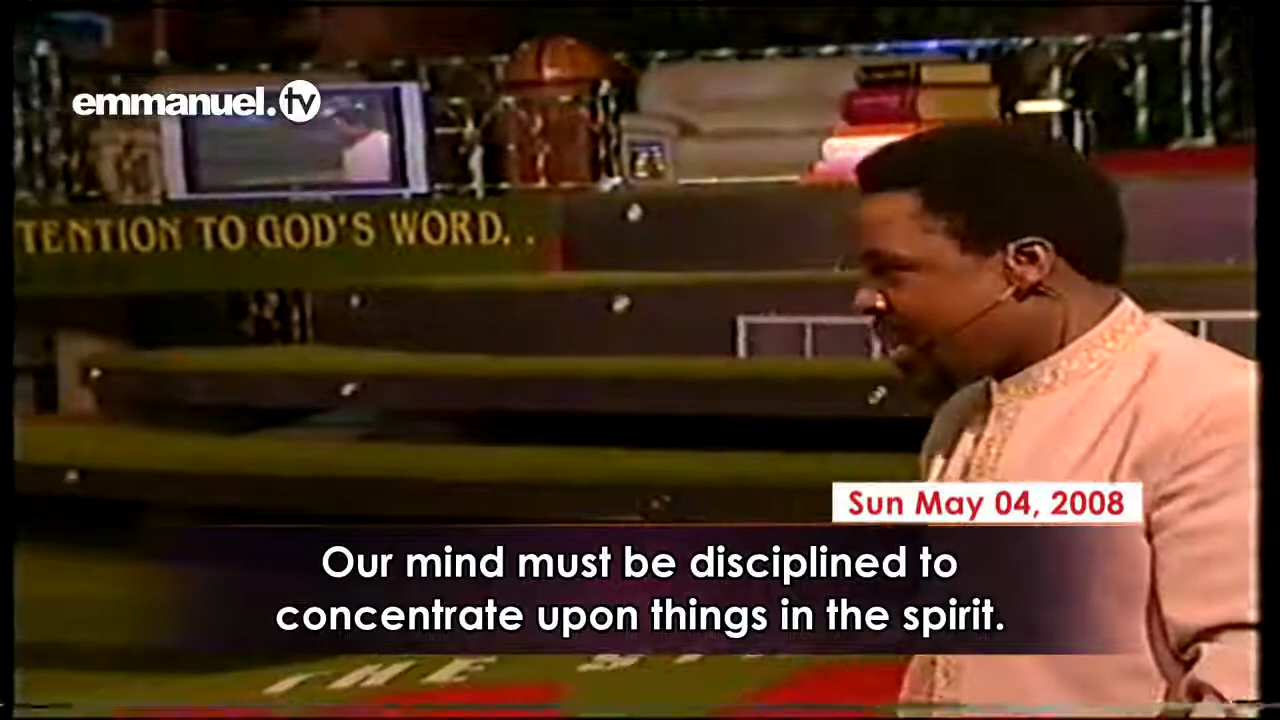 emmanuel.tv
TENTION TO GOD'S WORD. .
Sun May 04, 2008
Our mind must be disciplined to
concentrate upon things in the spirit.
THE